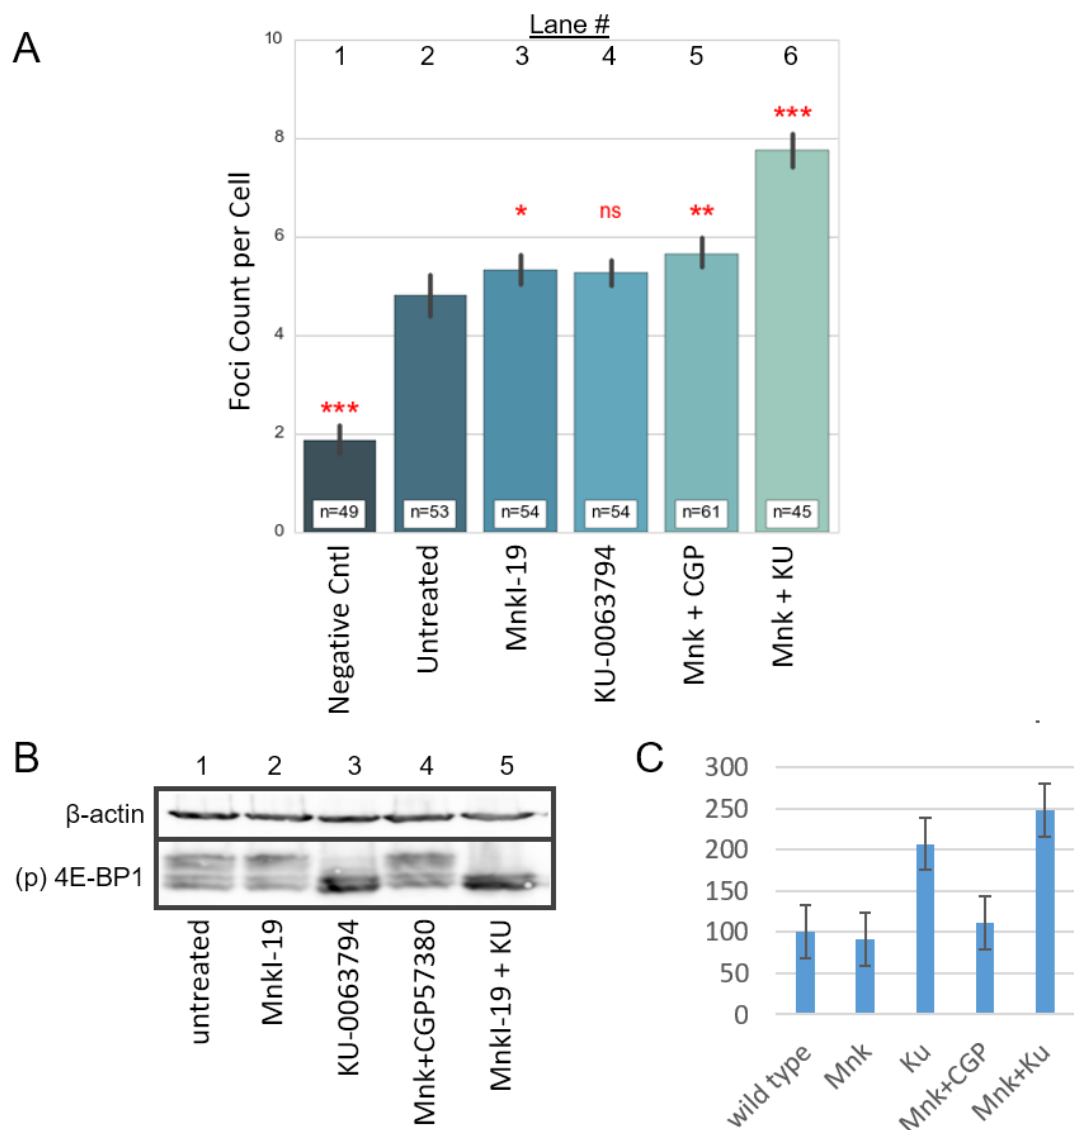 A
Lane #
1 2 3 4 5 6
10
8
6
4
2
0
Foci Count per Cell
*** * ns ** ***
n=49 n=53 n=54 n=54 n=61 n=45
Negative Cntl
Untreated
MnkI-19
KU-0063794
Mnk + CGP
Mnk + KU
B
1 2 3 4 5
β-actin
(p) 4E-BP1
untreated
MnkI-19
KU-0063794
Mnk+CGP57380
MnkI-19 + KU
C
300
250
200
150
100
50
0
wild type
Mnk
Ku
Mnk+CGP
Mnk+Ku